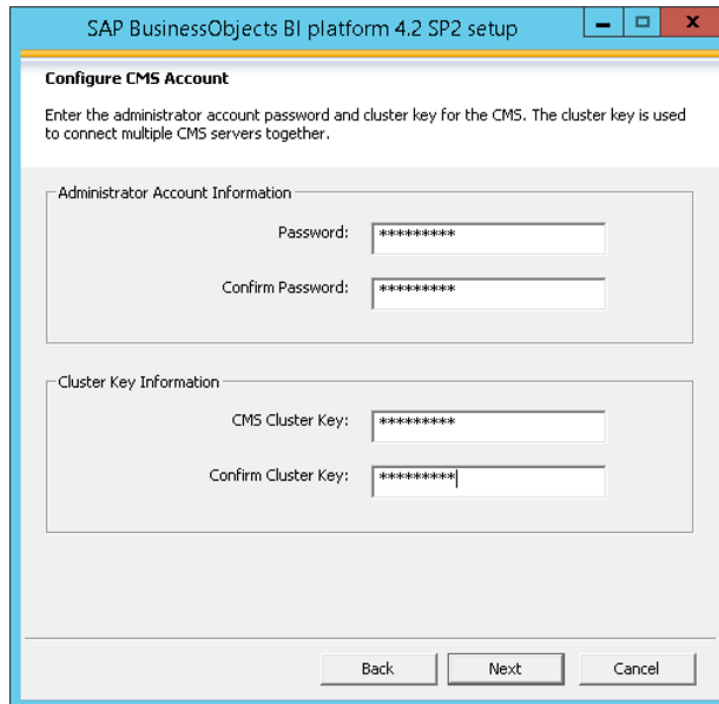 SAP BusinessObjects BI platform 4.2 SP2 setup
Configure CMS Account
Enter the administrator account password and cluster key for the CMS. The cluster key is used
to connect multiple CMS servers together.
Administrator Account Information
Password: *********
Confirm Password: *********
Cluster Key Information
CMS Cluster Key: *********
Confirm Cluster Key: *********
Back Next Cancel